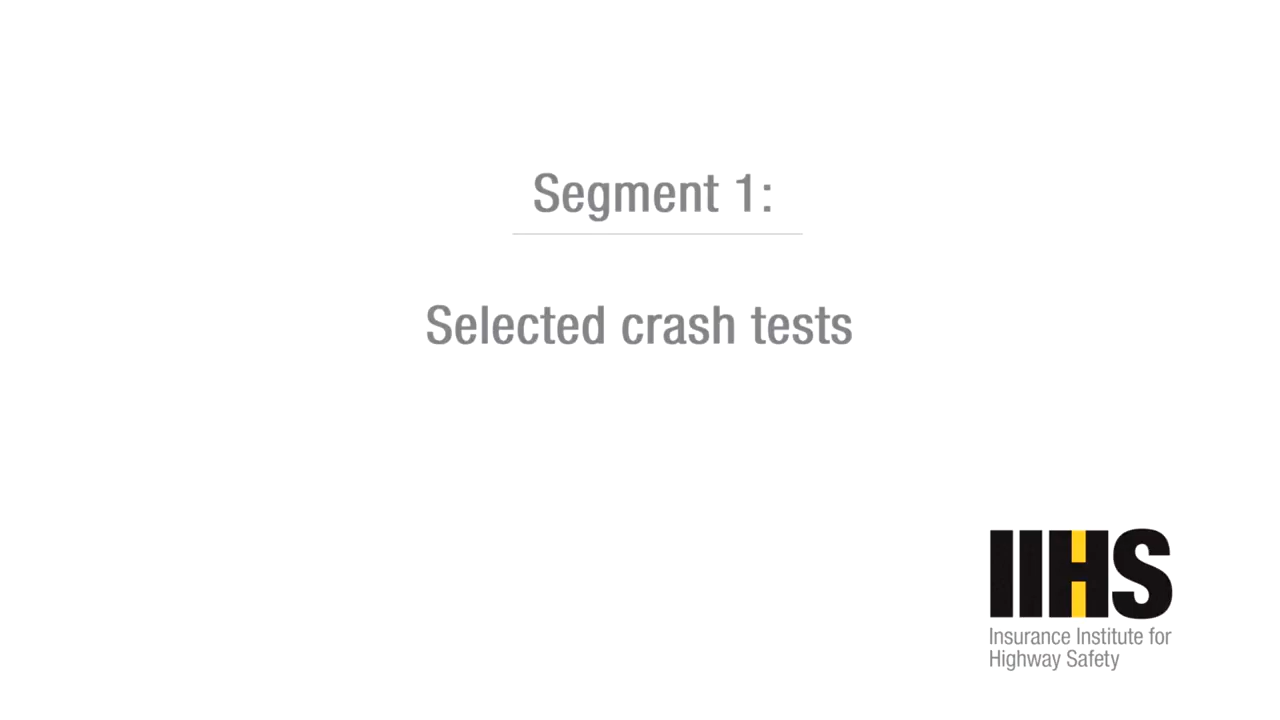 Segment 1:
Selected crash tests
IIHS
Insurance Institute for
Highway Safety